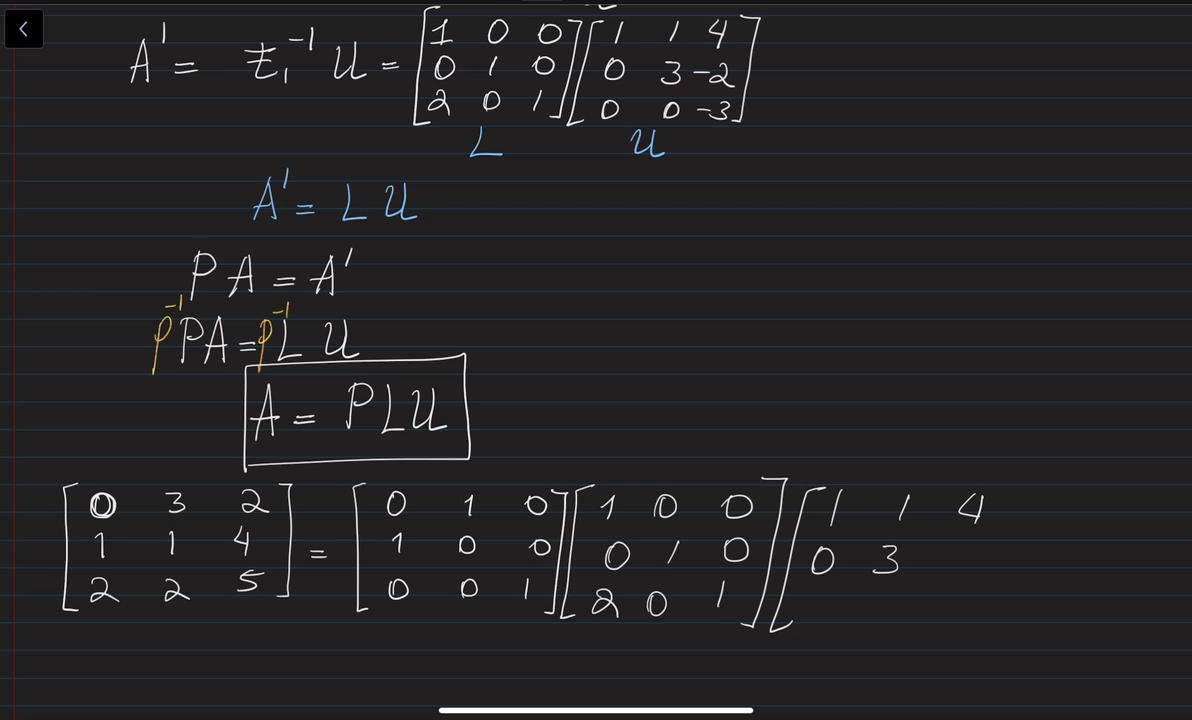 A' = E₁⁻¹ U = [1 0 0; 0 1 0; 2 0 1] [1 1 4; 0 3 -2; 0 0 -3]
L U
A' = L U
P A = A'
P⁻¹ P A = P⁻¹ L U
A = P L U
[0 3 2; 1 1 4; 2 2 5] = [0 1 0; 1 0 0; 0 0 1] [1 0 0; 0 1 0; 2 0 1] [1 1 4; 0 3